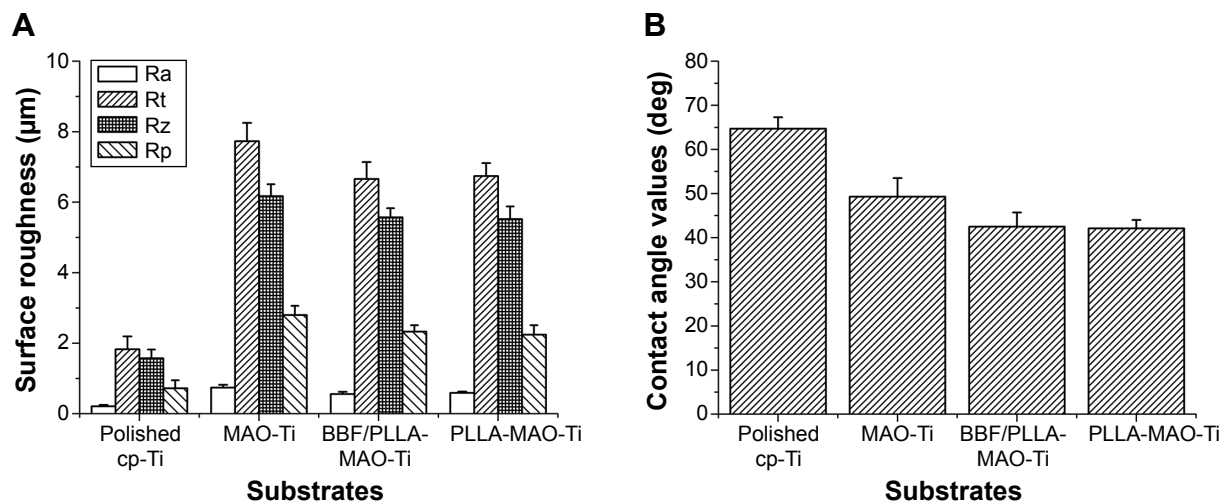 A
Surface roughness (μm)
10
8
6
4
2
0
Ra
Rt
Rz
Rp
Polished
cp-Ti
MAO-Ti
BBF/PLLA-
MAO-Ti
PLLA-MAO-Ti
Substrates
B
Contact angle values (deg)
80
70
60
50
40
30
20
10
0
Polished
cp-Ti
MAO-Ti
BBF/PLLA-
MAO-Ti
PLLA-MAO-Ti
Substrates